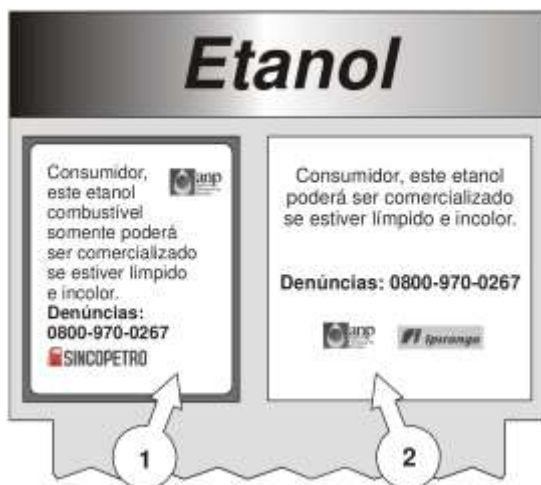 Etanol
Consumidor,
este etanol
combustível
somente poderá
ser comercializado
se estiver límpido
e incolor.
Denúncias:
0800-970-0267
SINCOPETRO
anp
Consumidor, este etanol
poderá ser comercializado
se estiver límpido e incolor.
Denúncias: 0800-970-0267
anp
Ipiranga
1
2